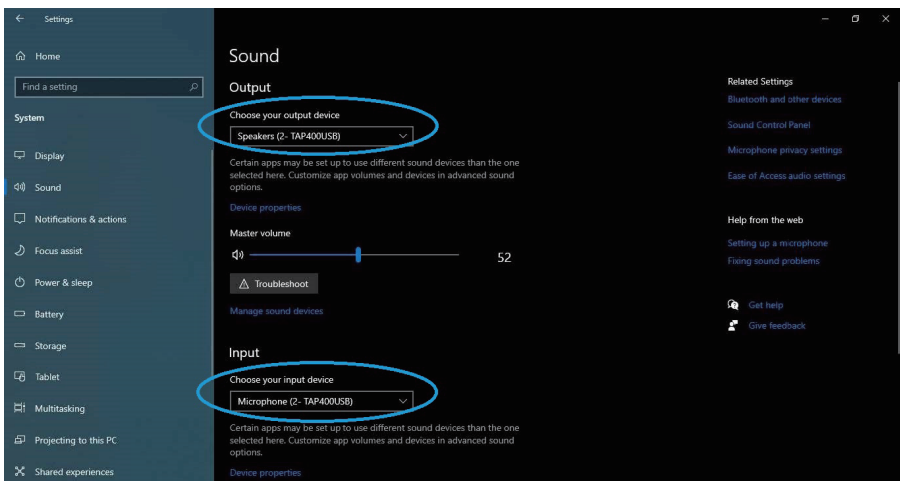 Settings
Home
Find a setting
System
Display
Sound
Notifications & actions
Focus assist
Power & sleep
Battery
Storage
Tablet
Multitasking
Projecting to this PC
Shared experiences
Sound
Output
Choose your output device
Speakers (2- TAP400USB)
Certain apps may be set up to use different sound devices than the one
selected here. Customize app volumes and devices in advanced sound
options.
Device properties
Master volume
52
Troubleshoot
Manage sound devices
Input
Choose your input device
Microphone (2- TAP400USB)
Certain apps may be set up to use different sound devices than the one
selected here. Customize app volumes and devices in advanced sound
options.
Device properties
Related Settings
Bluetooth and other devices
Sound Control Panel
Microphone privacy settings
Ease of Access audio settings
Help from the web
Setting up a microphone
Fixing sound problems
Get help
Give feedback